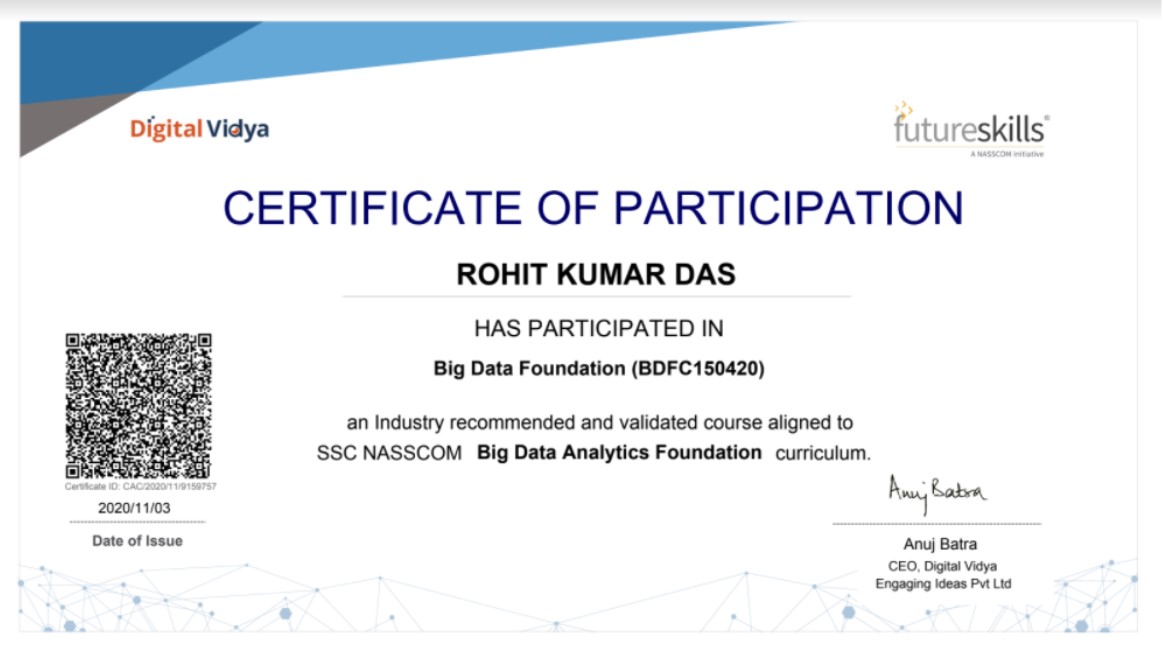 Digital Vidya
futureskills®
A NASSCOM Initiative
CERTIFICATE OF PARTICIPATION
ROHIT KUMAR DAS
HAS PARTICIPATED IN
Big Data Foundation (BDFC150420)
an Industry recommended and validated course aligned to
SSC NASSCOM Big Data Analytics Foundation curriculum.
Certificate ID: CAC/2020/11/9159757
2020/11/03
Date of Issue
Anuj Batra
Anuj Batra
CEO, Digital Vidya
Engaging Ideas Pvt Ltd